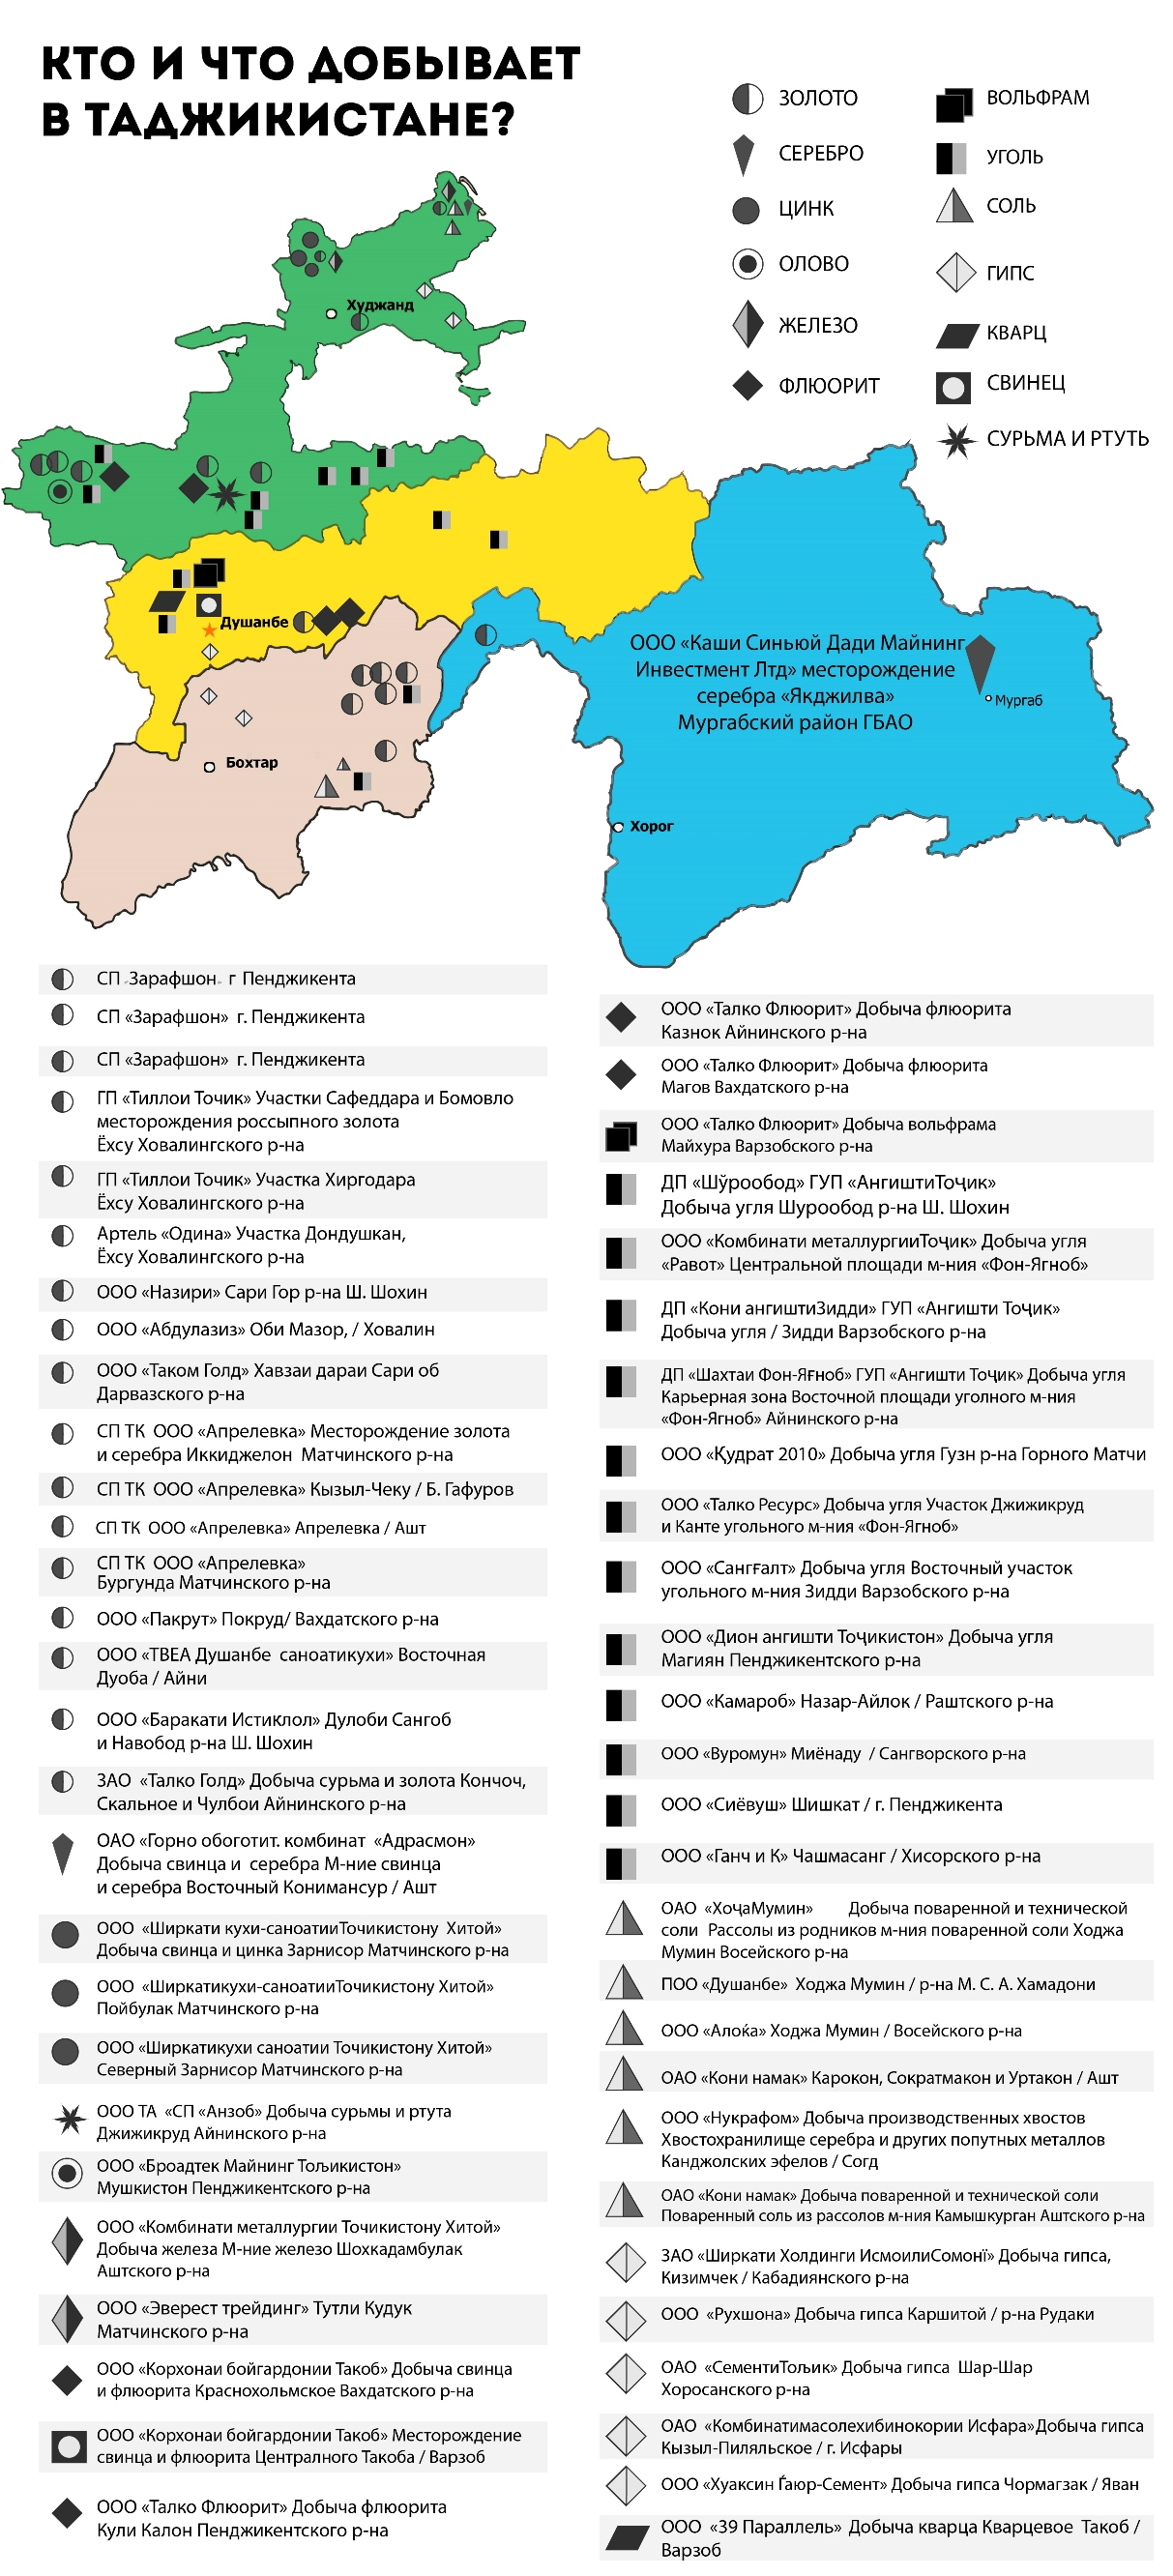 КТО И ЧТО ДОБЫВАЕТ
В ТАДЖИКИСТАНЕ?
ЗОЛОТО
СЕРЕБРО
ЦИНК
ОЛОВО
ЖЕЛЕЗО
ФЛЮОРИТ
ВОЛЬФРАМ
УГОЛЬ
СОЛЬ
ГИПС
КВАРЦ
СВИНЕЦ
СУРЬМА И РТУТЬ
Худжанд
Душанбе
Бохтар
ООО «Каши Синьюй Дади Майнинг
Инвестмент Лтд» месторождение
серебра «Якджилва»
Мургабский район ГБАО
Мургаб
Хорог
СП Зарафшон г Пенджикента
СП «Зарафшон» г. Пенджикента
СП «Зарафшон» г. Пенджикента
ГП «Тиллои Точик» Участки Сафеддара и Бомовло
месторождения россыпного золота
Ёхсу Ховалингского р-на
ГП «Тиллои Точик» Участка Хиргодара
Ёхсу Ховалингского р-на
Артель «Одина» Участка Дондушкан,
Ёхсу Ховалингского р-на
ООО «Назири» Сари Гор р-на Ш. Шохин
ООО «Абдулазиз» Оби Мазор, / Ховалин
ООО «Таком Голд» Хавзаи дараи Сари об
Дарвазского р-на
СП ТК ООО «Апрелевка» Месторождение золота
и серебра Иккиджелон Матчинского р-на
СП ТК ООО «Апрелевка» Кызыл-Чеку / Б. Гафуров
СП ТК ООО «Апрелевка» Апрелевка / Ашт
СП ТК ООО «Апрелевка»
Бургунда Матчинского р-на
ООО «Пакрут» Покруд/ Вахдатского р-на
ООО «ТВЕА Душанбе саноатикухи» Восточная
Дуоба / Айни
ООО «Баракати Истиклол» Дулоби Сангоб
и Навобод р-на Ш. Шохин
ЗАО «Талко Голд» Добыча сурьма и золота Кончоч,
Скальное и Чулбои Айнинского р-на
ОАО «Горно обоготит. комбинат «Адрасмон»
Добыча свинца и серебра М-ние свинца
и серебра Восточный Конимансур / Ашт
ООО «Ширкати кухи-саноатииТочикистону Хитой»
Добыча свинца и цинка Зарнисор Матчинского р-на
ООО «Ширкатикухи-саноатииТочикистону Хитой»
Пойбулак Матчинского р-на
ООО «Ширкатикухи саноатии Точикистону Хитой»
Северный Зарнисор Матчинского р-на
ООО ТА «СП «Анзоб» Добыча сурьмы и ртута
Джижикруд Айнинского р-на
ООО «Броадтек Майнинг Тољикистон»
Мушкистон Пенджикентского р-на
ООО «Комбинати металлургии Точикистону Хитой»
Добыча железа М-ние железо Шохкадамбулак
Аштского р-на
ООО «Эверест трейдинг» Тутли Кудук
Матчинского р-на
ООО «Корхонаи бойгардонии Такоб» Добыча свинца
и флюорита Краснохольмское Вахдатского р-на
ООО «Корхонаи бойгардонии Такоб» Месторождение
свинца и флюорита Централного Такоба / Варзоб
ООО «Талко Флюорит» Добыча флюорита
Кули Калон Пенджикентского р-на
ООО «Талко Флюорит» Добыча флюорита
Казнок Айнинского р-на
ООО «Талко Флюорит» Добыча флюорита
Магов Вахдатского р-на
ООО «Талко Флюорит» Добыча вольфрама
Майхура Варзобского р-на
ДП «Шӯрообод» ГУП «АнгиштиТоҷик»
Добыча угля Шурообод р-на Ш. Шохин
ООО «Комбинати металлургииТоҷик» Добыча угля
«Равот» Центральной площади м-ния «Фон-Ягноб»
ДП «Кони ангиштиЗидди» ГУП «Ангишти Тоҷик»
Добыча угля / Зидди Варзобского р-на
ДП «Шахтаи Фон-Яғноб» ГУП «Ангишти Тоҷик» Добыча угля
Карьерная зона Восточной площади уголного м-ния
«Фон-Ягноб» Айнинского р-на
ООО «Қудрат 2010» Добыча угля Гузн р-на Горного Матчи
ООО «Талко Ресурс» Добыча угля Участок Джижикруд
и Канте угольного м-ния «Фон-Ягноб»
ООО «Сангғалт» Добыча угля Восточный участок
угольного м-ния Зидди Варзобского р-на
ООО «Дион ангишти Тоҷикистон» Добыча угля
Магиян Пенджикентского р-на
ООО «Камароб» Назар-Айлок / Раштского р-на
ООО «Вуромун» Миёнаду / Сангворского р-на
ООО «Сиёвуш» Шишкат / г. Пенджикента
ООО «Ганч и К» Чашмасанг / Хисорского р-на
ОАО «ХоҷаМумин» Добыча поваренной и технической
соли Рассолы из родников м-ния поваренной соли Ходжа
Мумин Восейского р-на
ПОО «Душанбе» Ходжа Мумин / р-на М. С. А. Хамадони
ООО «Алоќа» Ходжа Мумин / Восейского р-на
ОАО «Кони намак» Карокон, Сократмакон и Уртакон / Ашт
ООО «Нукрафом» Добыча производственных хвостов
Хвостохранилище серебра и других попутных металлов
Канджолских эфелов / Согд
ОАО «Кони намак» Добыча поваренной и технической соли
Поваренный соль из рассолов м-ния Камышкурган Аштского р-на
ЗАО «Ширкати Холдинги ИсмоилиСомонї» Добыча гипса,
Кизимчек / Кабадиянского р-на
ООО «Рухшона» Добыча гипса Каршитой / р-на Рудаки
ОАО «СементиТољик» Добыча гипса Шар-Шар
Хоросанского р-на
ОАО «Комбинатимасолехибинокории Исфара»Добыча гипса
Кызыл-Пиляльское / г. Исфары
ООО «Хуаксин Ѓаюр-Семент» Добыча гипса Чормагзак / Яван
ООО «39 Параллель» Добыча кварца Кварцевое Такоб /
Варзоб